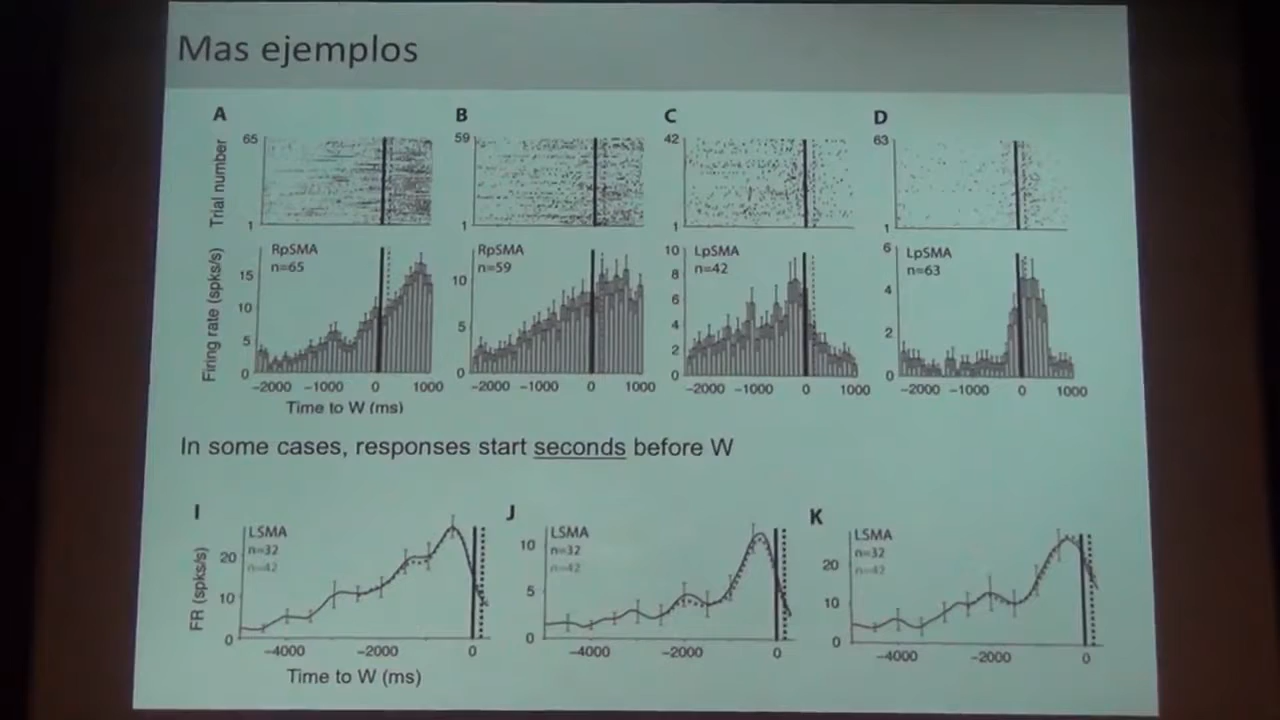 Mas ejemplos
A B C D
65 59 42 63
Trial number
1 1 1 1
Firing rate (spks/s)
RpSMA
n=65
15
10
5
0
−2000 −1000 0 1000
Time to W (ms)
RpSMA
n=59
10
5
0
−2000 −1000 0 1000
LpSMA
n=42
10
8
6
4
2
0
−2000 −1000 0 1000
LpSMA
n=63
6
4
2
0
−2000 −1000 0 1000
In some cases, responses start seconds before W
I J K
FR (spks/s)
LSMA
n=32
n=42
20
10
0
−4000 −2000 0
Time to W (ms)
LSMA
n=32
n=42
10
5
0
−4000 −2000 0
LSMA
n=32
n=42
20
10
0
−4000 −2000 0